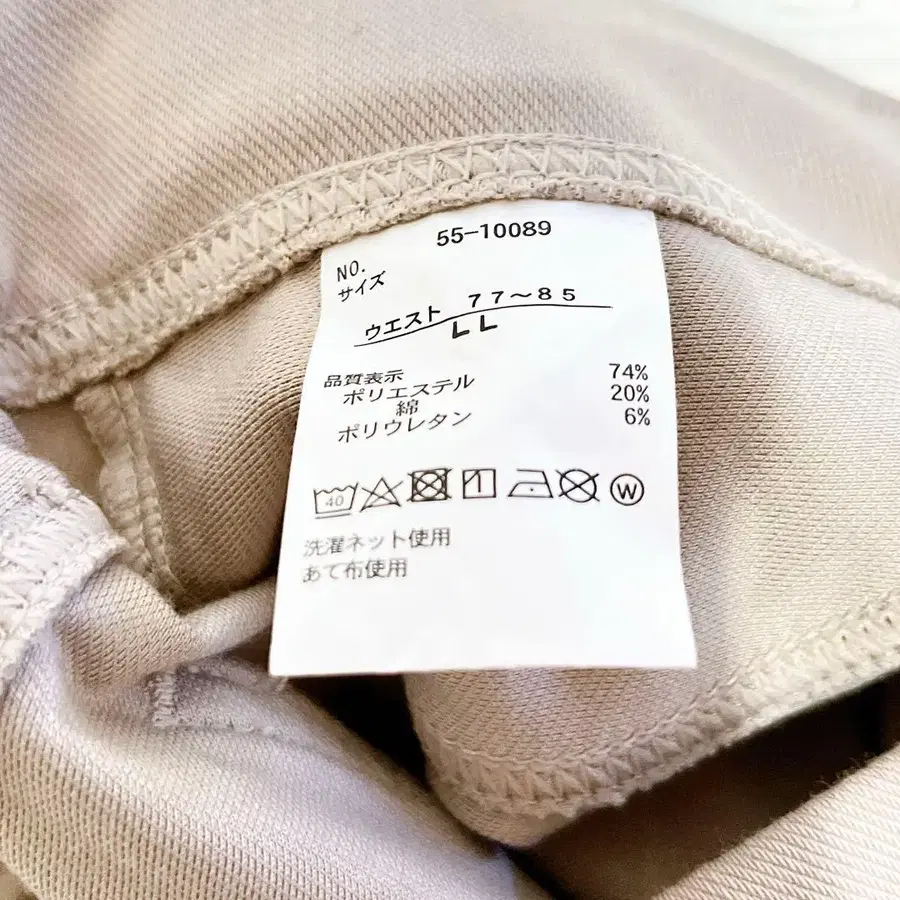 NO. 55-10089
サイズ
ウエスト 77~85
LL
品質表示
ポリエステル 74%
綿 20%
ポリウレタン 6%
40
W
洗濯ネット使用
あて布使用